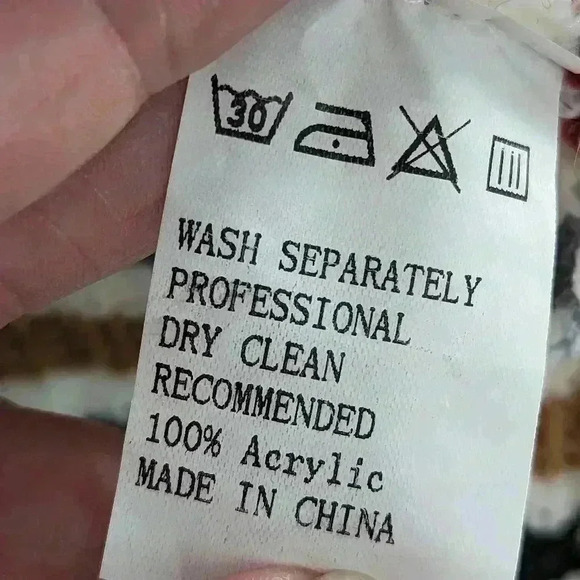 30
WASH SEPARATELY
PROFESSIONAL
DRY CLEAN
RECOMMENDED
100% Acrylic
MADE IN CHINA